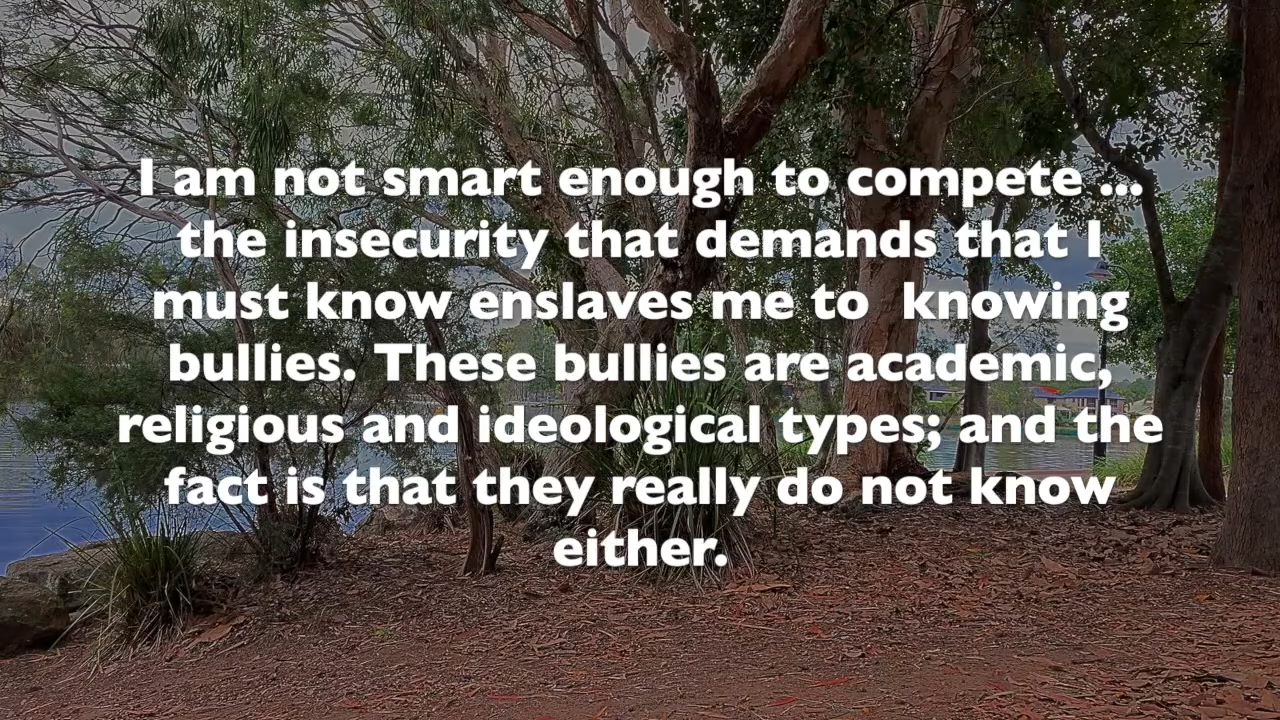 I am not smart enough to compete ...
the insecurity that demands that I
must know enslaves me to  knowing
bullies. These bullies are academic,
religious and ideological types; and the
fact is that they really do not know
either.